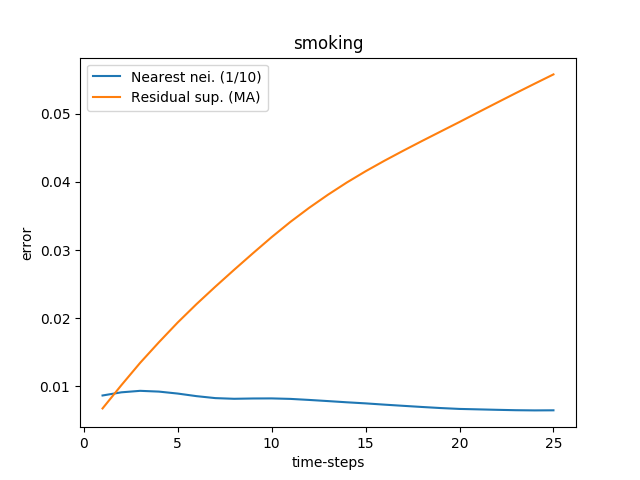 smoking
Nearest nei. (1/10)
Residual sup. (MA)
error
0.05
0.04
0.03
0.02
0.01
0 5 10 15 20 25
time-steps